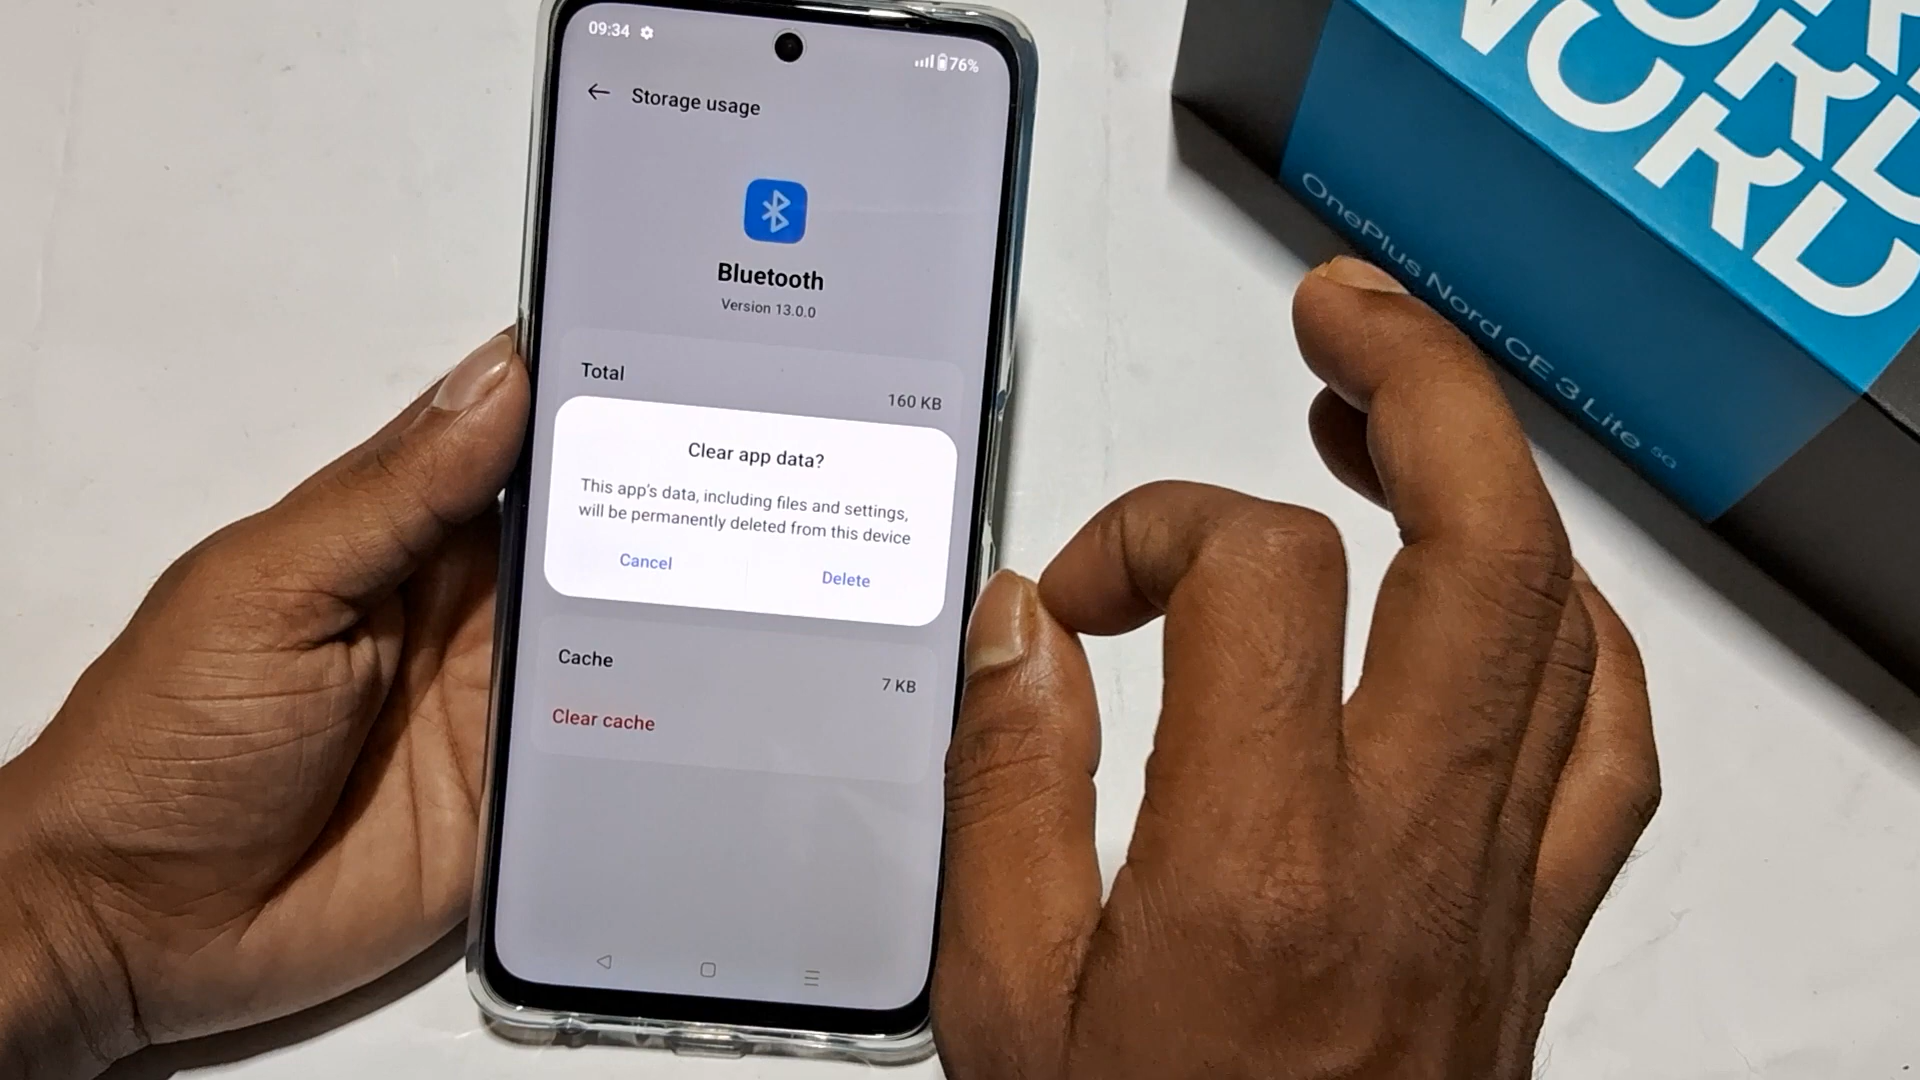 09:34
76%
Storage usage
Bluetooth
Version 13.0.0
Total
160 KB
Clear app data?
This app's data, including files and settings,
will be permanently deleted from this device
Cancel
Delete
Cache
7 KB
Clear cache
OnePlus Nord CE 3 Lite 5G